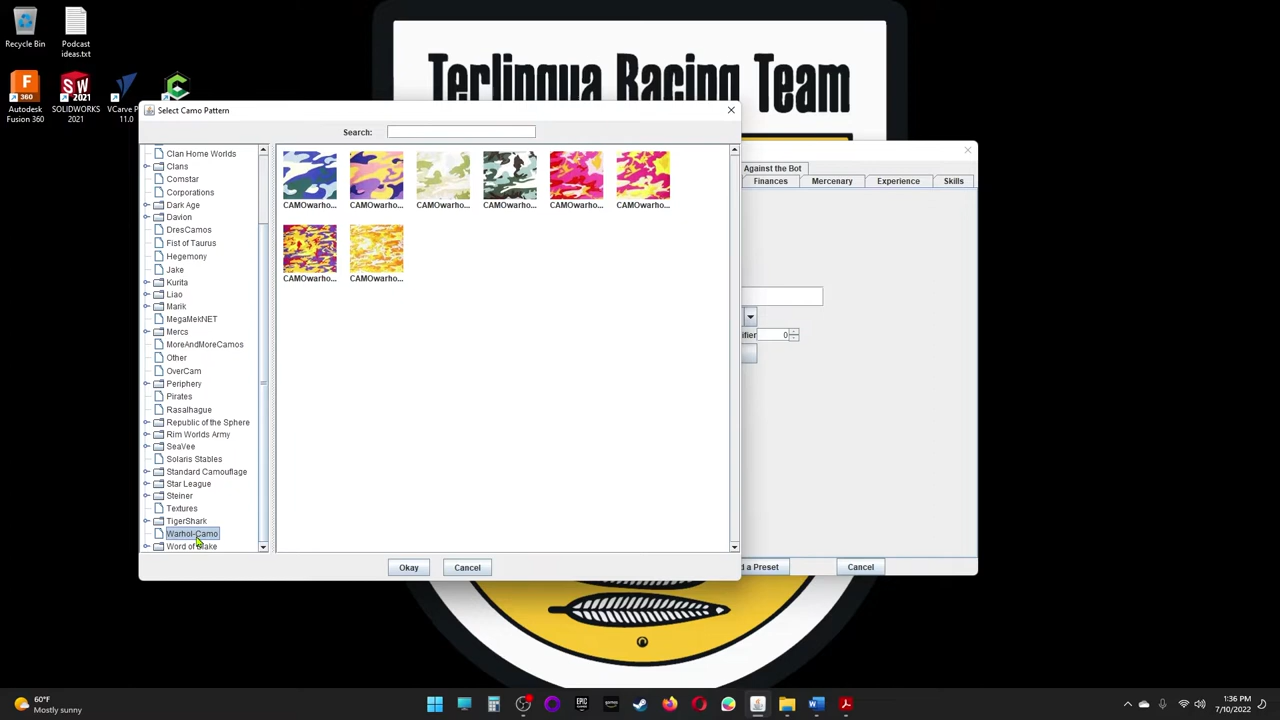 Recycle Bin
Podcast
ideas.txt
Terlingua Racing Team
Autodesk
Fusion 360
SOLIDWORKS
2021
VCarve
11.0
Select Camo Pattern
Search:
Clan Home Worlds
Clans
Comstar
Corporations
Dark Age
Davion
DresCamos
Fist of Taurus
Hegemony
Jake
Kurita
Liao
Marik
MegaMekNET
Mercs
MoreAndMoreCamos
Other
OverCam
Periphery
Pirates
Rasalhague
Republic of the Sphere
Rim Worlds Army
SeaVee
Solaris Stables
Standard Camouflage
Star League
Steiner
Textures
TigerShark
Warhol-Camo
Word of Blake
CAMOwarho... CAMOwarho... CAMOwarho... CAMOwarho... CAMOwarho... CAMOwarho...
CAMOwarho... CAMOwarho...
Okay Cancel
Against the Bot
Finances Mercenary Experience Skills
ifier 0
d a Preset Cancel
60°F
Mostly sunny
1:36 PM
7/10/2022